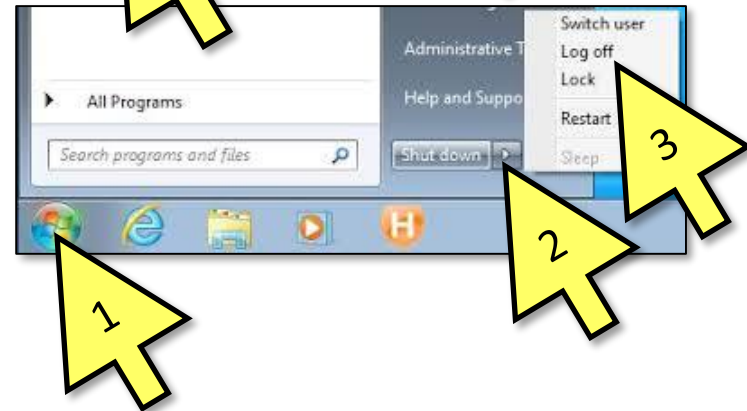 Switch user
Administrative T
Log off
Lock
All Programs
Help and Suppo
Restart
Search programs and files
Shut down
Sleep
H
3
2
1